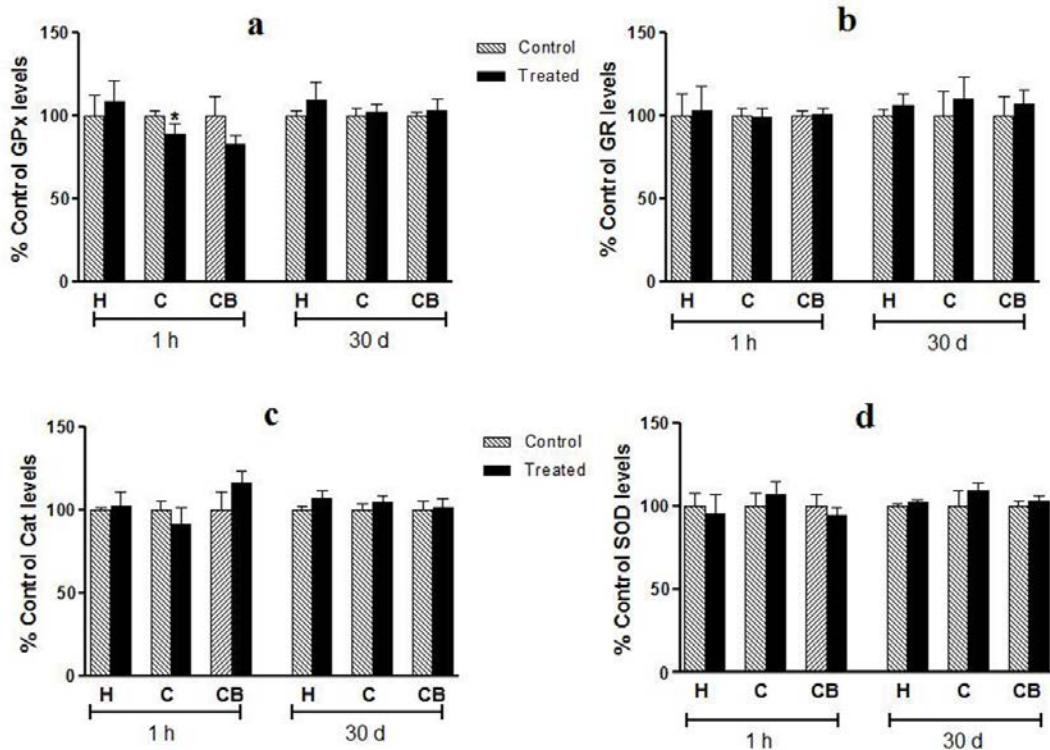 a
% Control GPx levels
150
100
50
0
*
H C CB H C CB
1 h 30 d
Control
Treated
b
% Control GR levels
150
100
50
0
H C CB H C CB
1 h 30 d
c
% Control Cat levels
150
100
50
0
H C CB H C CB
1 h 30 d
Control
Treated
d
% Control SOD levels
150
100
50
0
H C CB H C CB
1 h 30 d